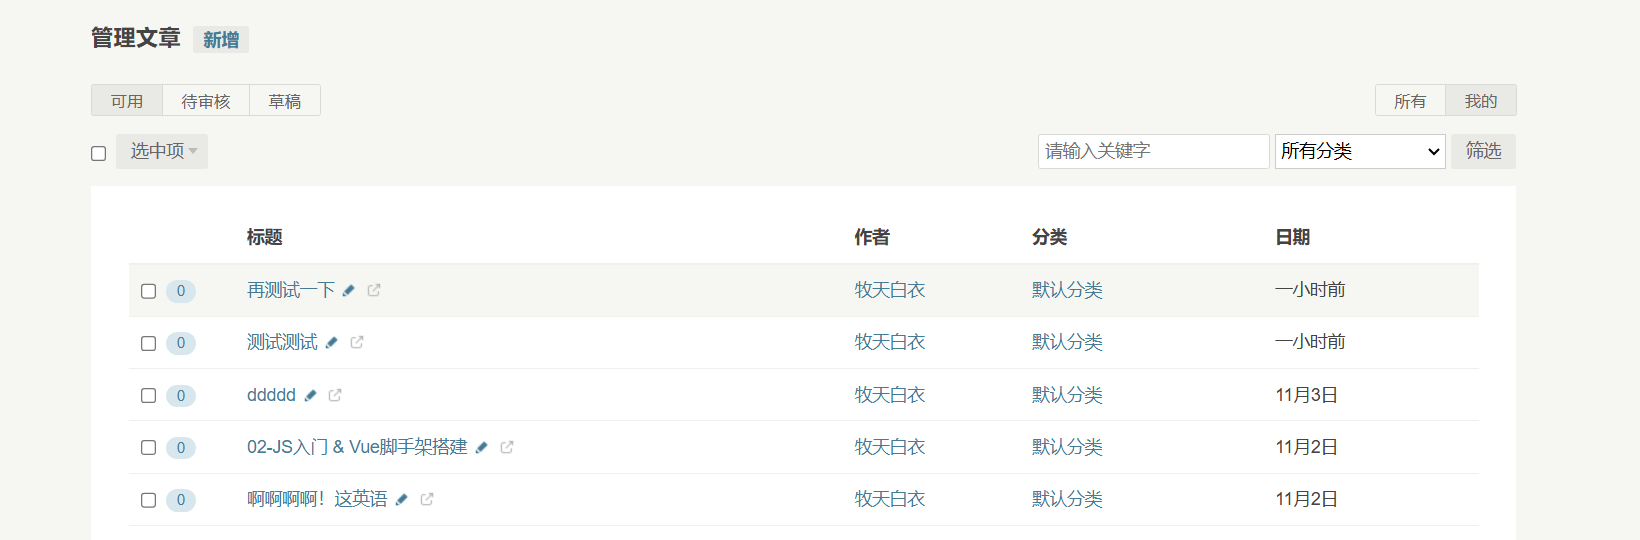 管理文章 新增
可用 待审核 草稿 所有 我的
选中项 请输入关键字 所有分类 筛选
标题 作者 分类 日期
0 再测试一下 牧天白衣 默认分类 一小时前
0 测试测试 牧天白衣 默认分类 一小时前
0 ddddd 牧天白衣 默认分类 11月3日
0 02-JS入门 & Vue脚手架搭建 牧天白衣 默认分类 11月2日
0 啊啊啊啊！这英语 牧天白衣 默认分类 11月2日